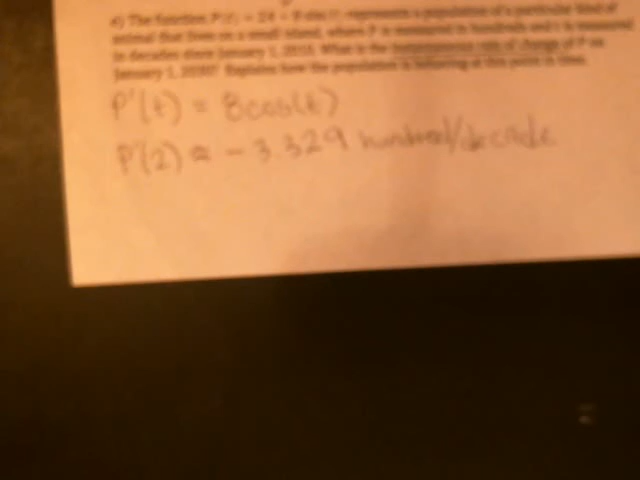 e) The function P(t) = 24 + 8 sin(t) represents a population of a particular kind of
animal that lives on a small island, where P is measured in hundreds and t is measured
in decades since January 1, 2010. What is the instantaneous rate of change of P on
January 1, 2030? Explain how the population is behaving at this point in time.
P'(t) = 8cos(t)
P'(2) ≈ -3.329 hundred/decade